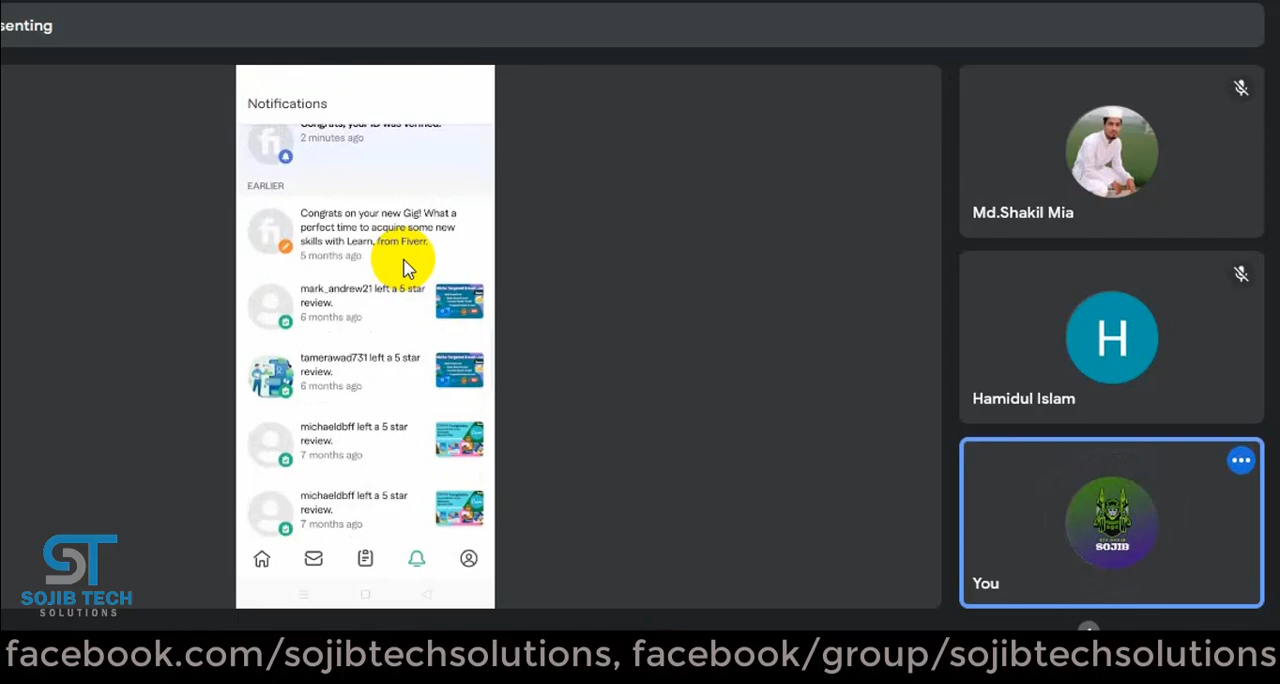 senting
Notifications
Congrats, your ID was verified.
2 minutes ago
EARLIER
Congrats on your new Gig! What a
perfect time to acquire some new
skills with Learn, from Fiverr.
5 months ago
mark_andrew21 left a 5 star
review.
6 months ago
tamerawad731 left a 5 star
review.
6 months ago
michaeldbff left a 5 star
review.
7 months ago
michaeldbff left a 5 star
review.
7 months ago
Md.Shakil Mia
H
Hamidul Islam
SOJIB
You
ST
SOJIB TECH
SOLUTIONS
facebook.com/sojibtechsolutions, facebook/group/sojibtechsolutions